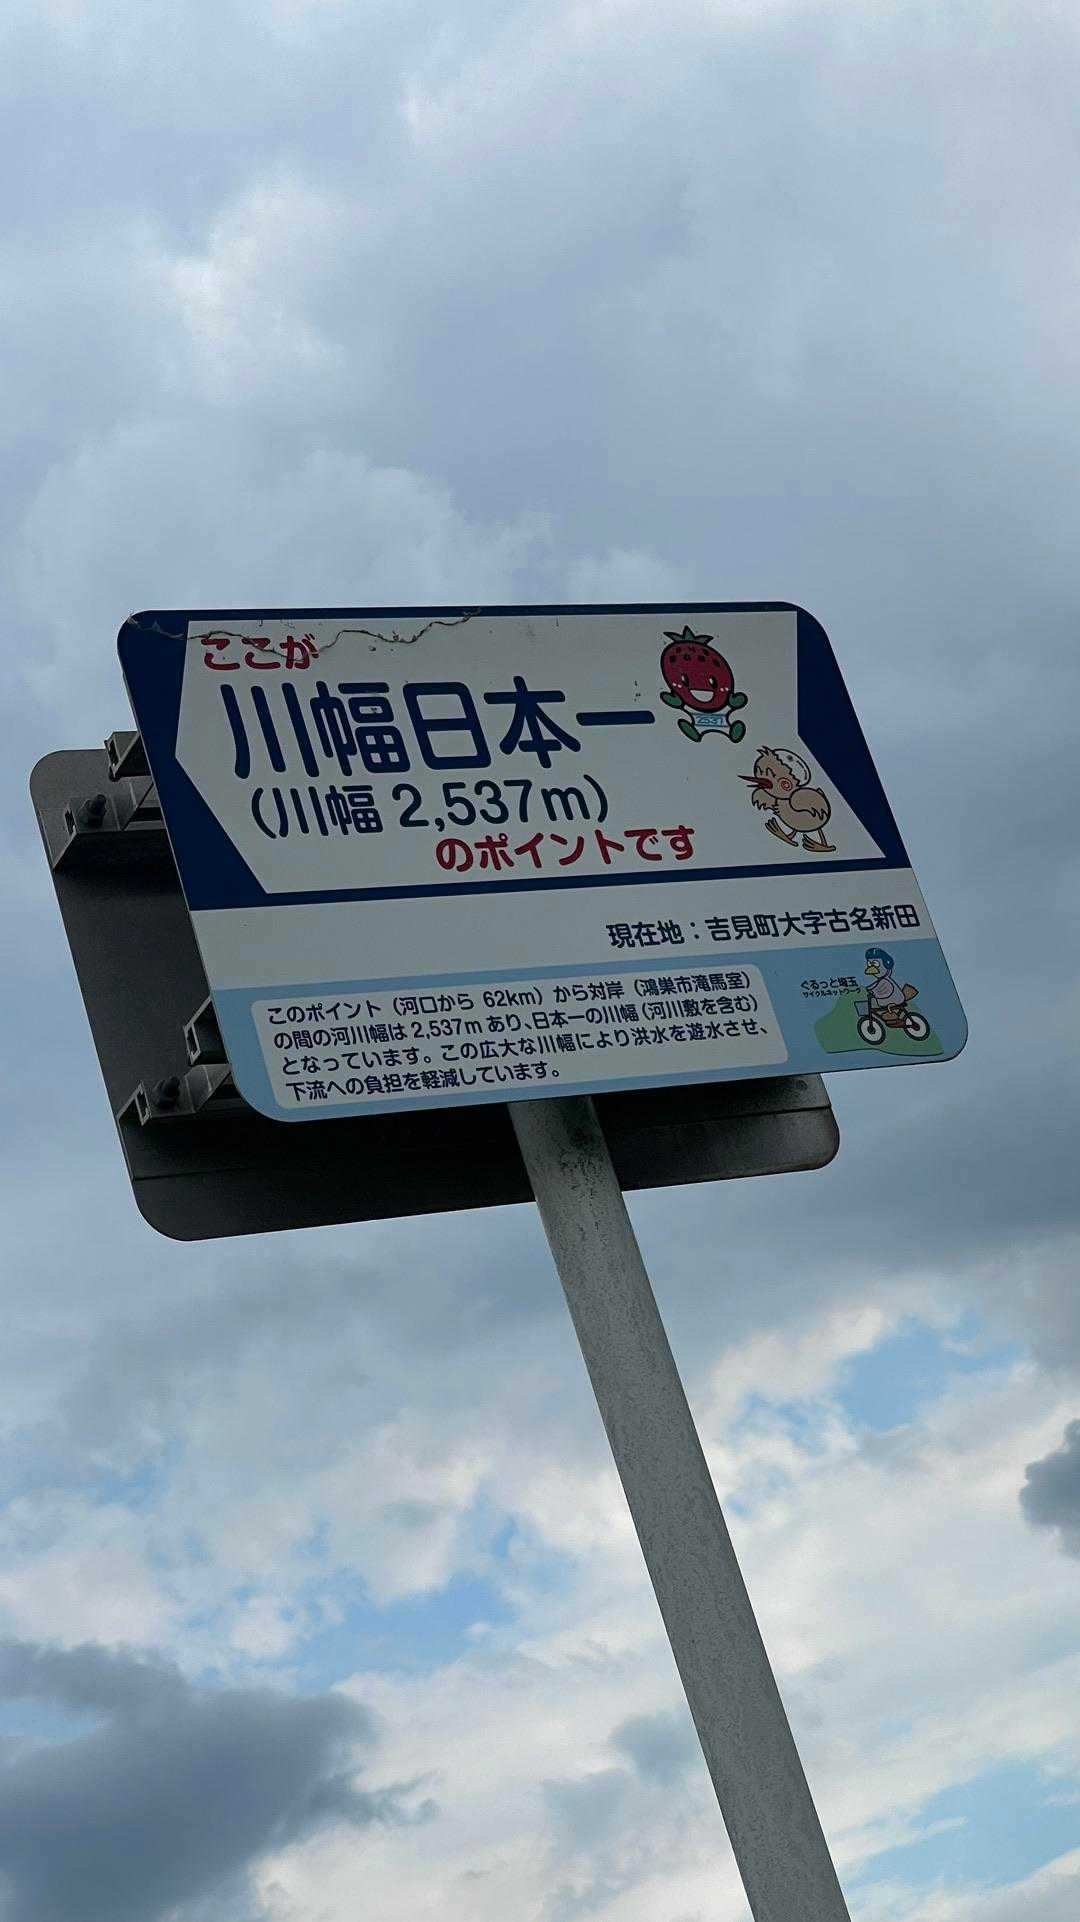 ここが
川幅日本一
（川幅 2,537m）
のポイントです
2537
現在地：吉見町大字古名新田
このポイント（河口から 62km）から対岸（鴻巣市滝馬室）
の間の河川幅は 2,537m あり、日本一の川幅（河川敷を含む）
となっています。この広大な川幅により洪水を遊水させ、
下流への負担を軽減しています。
ぐるっと埼玉
サイクルネットワーク